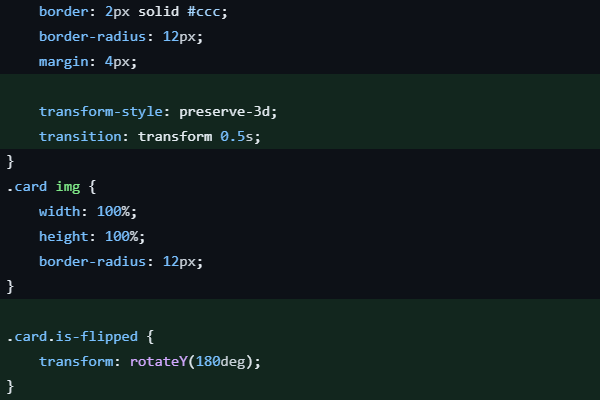 border: 2px solid #ccc;
border-radius: 12px;
margin: 4px;
transform-style: preserve-3d;
transition: transform 0.5s;
}
.card img {
width: 100%;
height: 100%;
border-radius: 12px;
}
.card.is-flipped {
transform: rotateY(180deg);
}